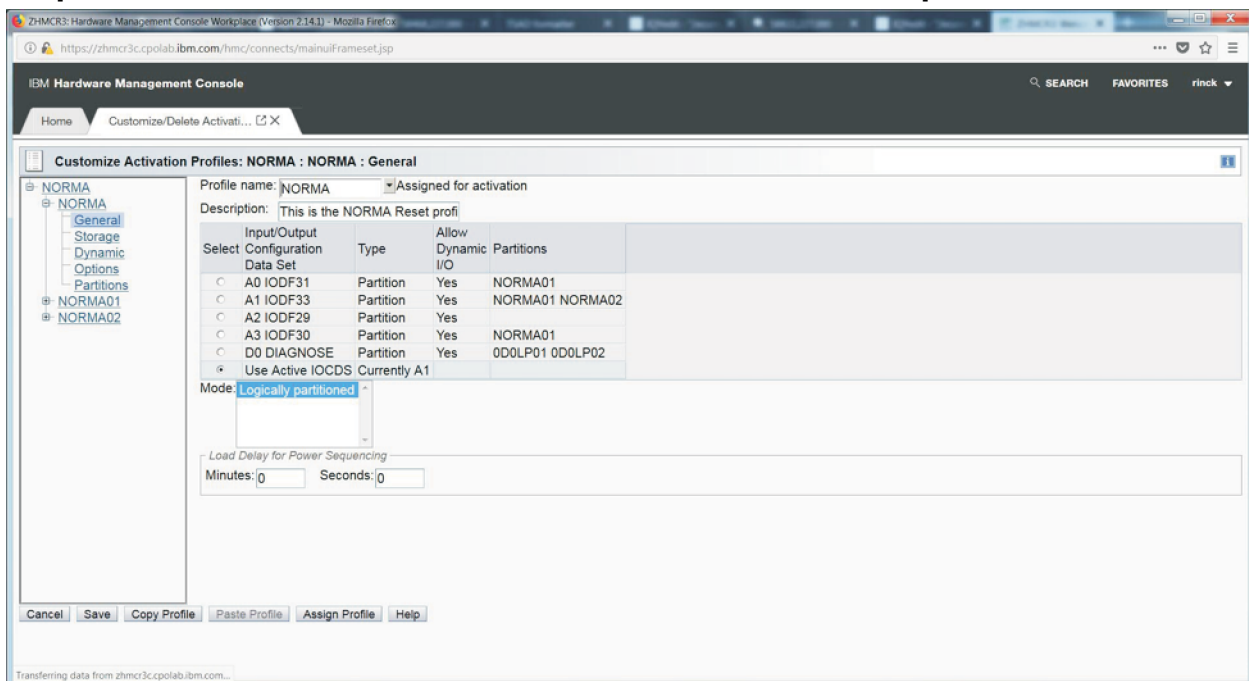 ZHMCR3: Hardware Management Console Workplace (Version 2.14.1) - Mozilla Firefox
https://zhmcr3c.cpolab.ibm.com/hmc/connects/mainuiFrameset.jsp
IBM Hardware Management Console
SEARCH FAVORITES rinck
Home Customize/Delete Activati...
Customize Activation Profiles: NORMA : NORMA : General
NORMA
NORMA
General
Storage
Dynamic
Options
Partitions
NORMA01
NORMA02
Profile name: NORMA Assigned for activation
Description: This is the NORMA Reset profi
Select Input/Output Configuration Data Set Type Allow Dynamic I/O Partitions
A0 IODF31 Partition Yes NORMA01
A1 IODF33 Partition Yes NORMA01 NORMA02
A2 IODF29 Partition Yes
A3 IODF30 Partition Yes NORMA01
D0 DIAGNOSE Partition Yes 0D0LP01 0D0LP02
Use Active IOCDS Currently A1
Mode: Logically partitioned
Load Delay for Power Sequencing
Minutes: 0 Seconds: 0
Cancel Save Copy Profile Paste Profile Assign Profile Help
Transferring data from zhmcr3c.cpolab.ibm.com...